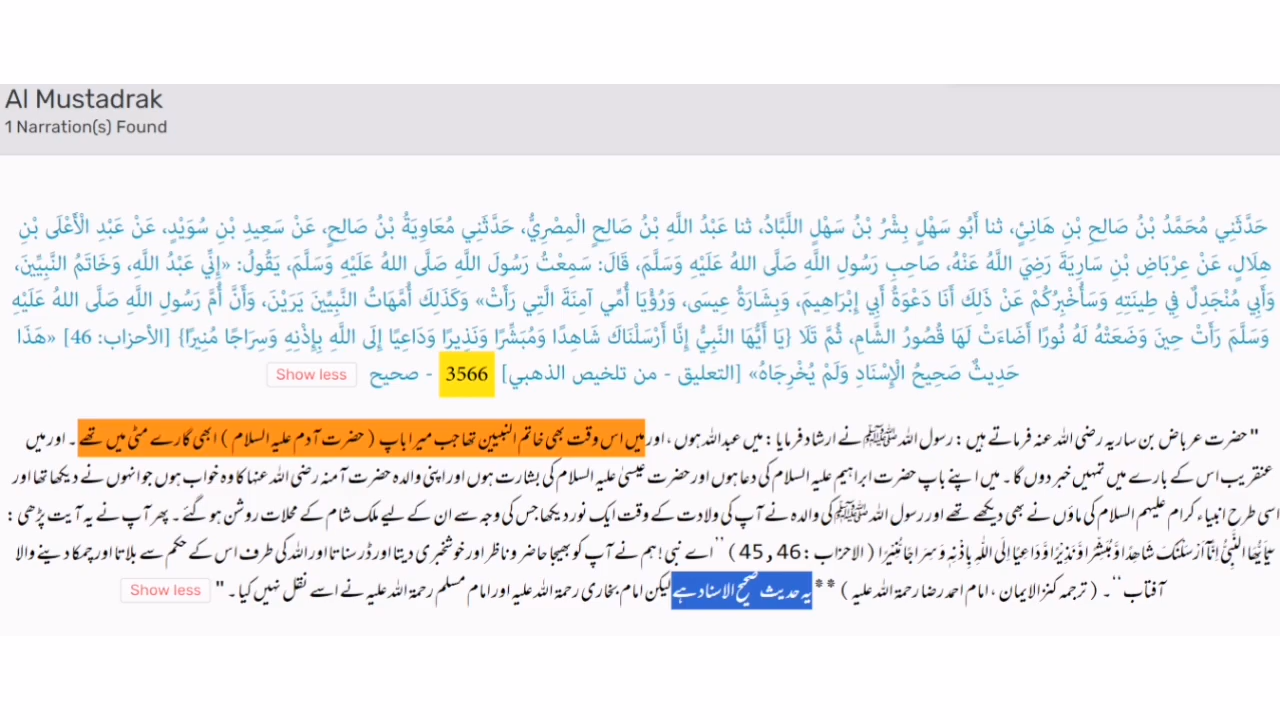 Al Mustadrak
1 Narration(s) Found
حَدَّثَنِي مُحَمَّدُ بْنُ صَالِحِ بْنِ هَانِئٍ، ثنا أَبُو سَهْلٍ بِشْرُ بْنُ سَهْلٍ اللَّبَّادُ، ثنا عَبْدُ اللَّهِ بْنُ صَالِحٍ الْمِصْرِيُّ، حَدَّثَنِي مُعَاوِيَةُ بْنُ صَالِحٍ، عَنْ سَعِيدِ بْنِ سُوَيْدٍ، عَنْ عَبْدِ الْأَعْلَى بْنِ
هِلَالٍ، عَنْ عِرْبَاضِ بْنِ سَارِيَةَ رَضِيَ اللَّهُ عَنْهُ، صَاحِبِ رَسُولِ اللَّهِ صَلَّى اللهُ عَلَيْهِ وَسَلَّمَ، قَالَ: سَمِعْتُ رَسُولَ اللَّهِ صَلَّى اللهُ عَلَيْهِ وَسَلَّمَ، يَقُولُ: «إِنِّي عَبْدُ اللَّهِ، وَخَاتَمُ النَّبِيِّينَ،
وَأَبِي مُنْجَدِلٌ فِي طِينَتِهِ وَسَأُخْبِرُكُمْ عَنْ ذَلِكَ أَنَا دَعْوَةُ أَبِي إِبْرَاهِيمَ، وَبِشَارَةُ عِيسَى، وَرُؤْيَا أُمِّي آمِنَةَ الَّتِي رَأَتْ» وَكَذَلِكَ أُمَّهَاتُ النَّبِيِّينَ يَرَيْنَ، وَأَنَّ أُمَّ رَسُولِ اللَّهِ صَلَّى اللهُ عَلَيْهِ
وَسَلَّمَ رَأَتْ حِينَ وَضَعَتْهُ لَهُ نُورًا أَضَاءَتْ لَهَا قُصُورُ الشَّامِ، ثُمَّ تَلَا {يَا أَيُّهَا النَّبِيُّ إِنَّا أَرْسَلْنَاكَ شَاهِدًا وَمُبَشِّرًا وَنَذِيرًا وَدَاعِيًا إِلَى اللَّهِ بِإِذْنِهِ وَسِرَاجًا مُنِيرًا} [الأحزاب: 46] «هَذَا
حَدِيثٌ صَحِيحُ الْإِسْنَادِ وَلَمْ يُخْرِجَاهُ» [التعليق - من تلخيص الذهبي] 3566 - صحيح Show less
" حضرت عرباض بن ساریہ رضی اللہ عنہ فرماتے ہیں : رسول اللہ ﷺ نے ارشاد فرمایا : میں عبداللہ ہوں ، اور میں اس وقت بھی خاتم النبیین تھا جب میرا باپ ( حضرت آدم علیہ السلام ) ابھی گارے مٹی میں تھے ۔ اور میں
عنقریب اس کے بارے میں تمہیں خبر دوں گا ۔ میں اپنے باپ حضرت ابراہیم علیہ السلام کی دعا ہوں اور حضرت عیسیٰ علیہ السلام کی بشارت ہوں اور اپنی والدہ حضرت آمنہ رضی اللہ عنہا کا وہ خواب ہوں جو انہوں نے دیکھا تھا اور
اسی طرح انبیاء کرام علیہم السلام کی ماؤں نے بھی دیکھے تھے اور رسول اللہ ﷺ کی والدہ نے آپ کی ولادت کے وقت ایک نور دیکھا جس کی وجہ سے ان کے لیے ملک شام کے محلات روشن ہو گئے ۔ پھر آپ نے یہ آیت پڑھی :
یٰٓاَیُّھَا النَّبِیُّ اِنَّآ اَرْسَلْنٰکَ شَاھِدًا وَّمُبَشِّرًا وَّنَذِیْرًا وَّدَاعِیًا اِلَی اللّٰہِ بِاِذْنِہٖ وَسِرَاجًا مُّنِیْرًا ( الاحزاب : 46 , 45 ) ’’ اے نبی ! ہم نے آپ کو بھیجا حاضر و ناظر اور خوشخبری دیتا اور ڈر سناتا اور اللہ کی طرف اس کے حکم سے بلاتا اور چمکا دینے والا
آفتاب ‘‘ ۔ ( ترجمہ کنزالایمان ، امام احمد رضا رحمۃ اللہ علیہ ) ** یہ حدیث صحیح الاسناد ہے لیکن امام بخاری رحمۃ اللہ علیہ اور امام مسلم رحمۃ اللہ علیہ نے اسے نقل نہیں کیا ۔ " Show less